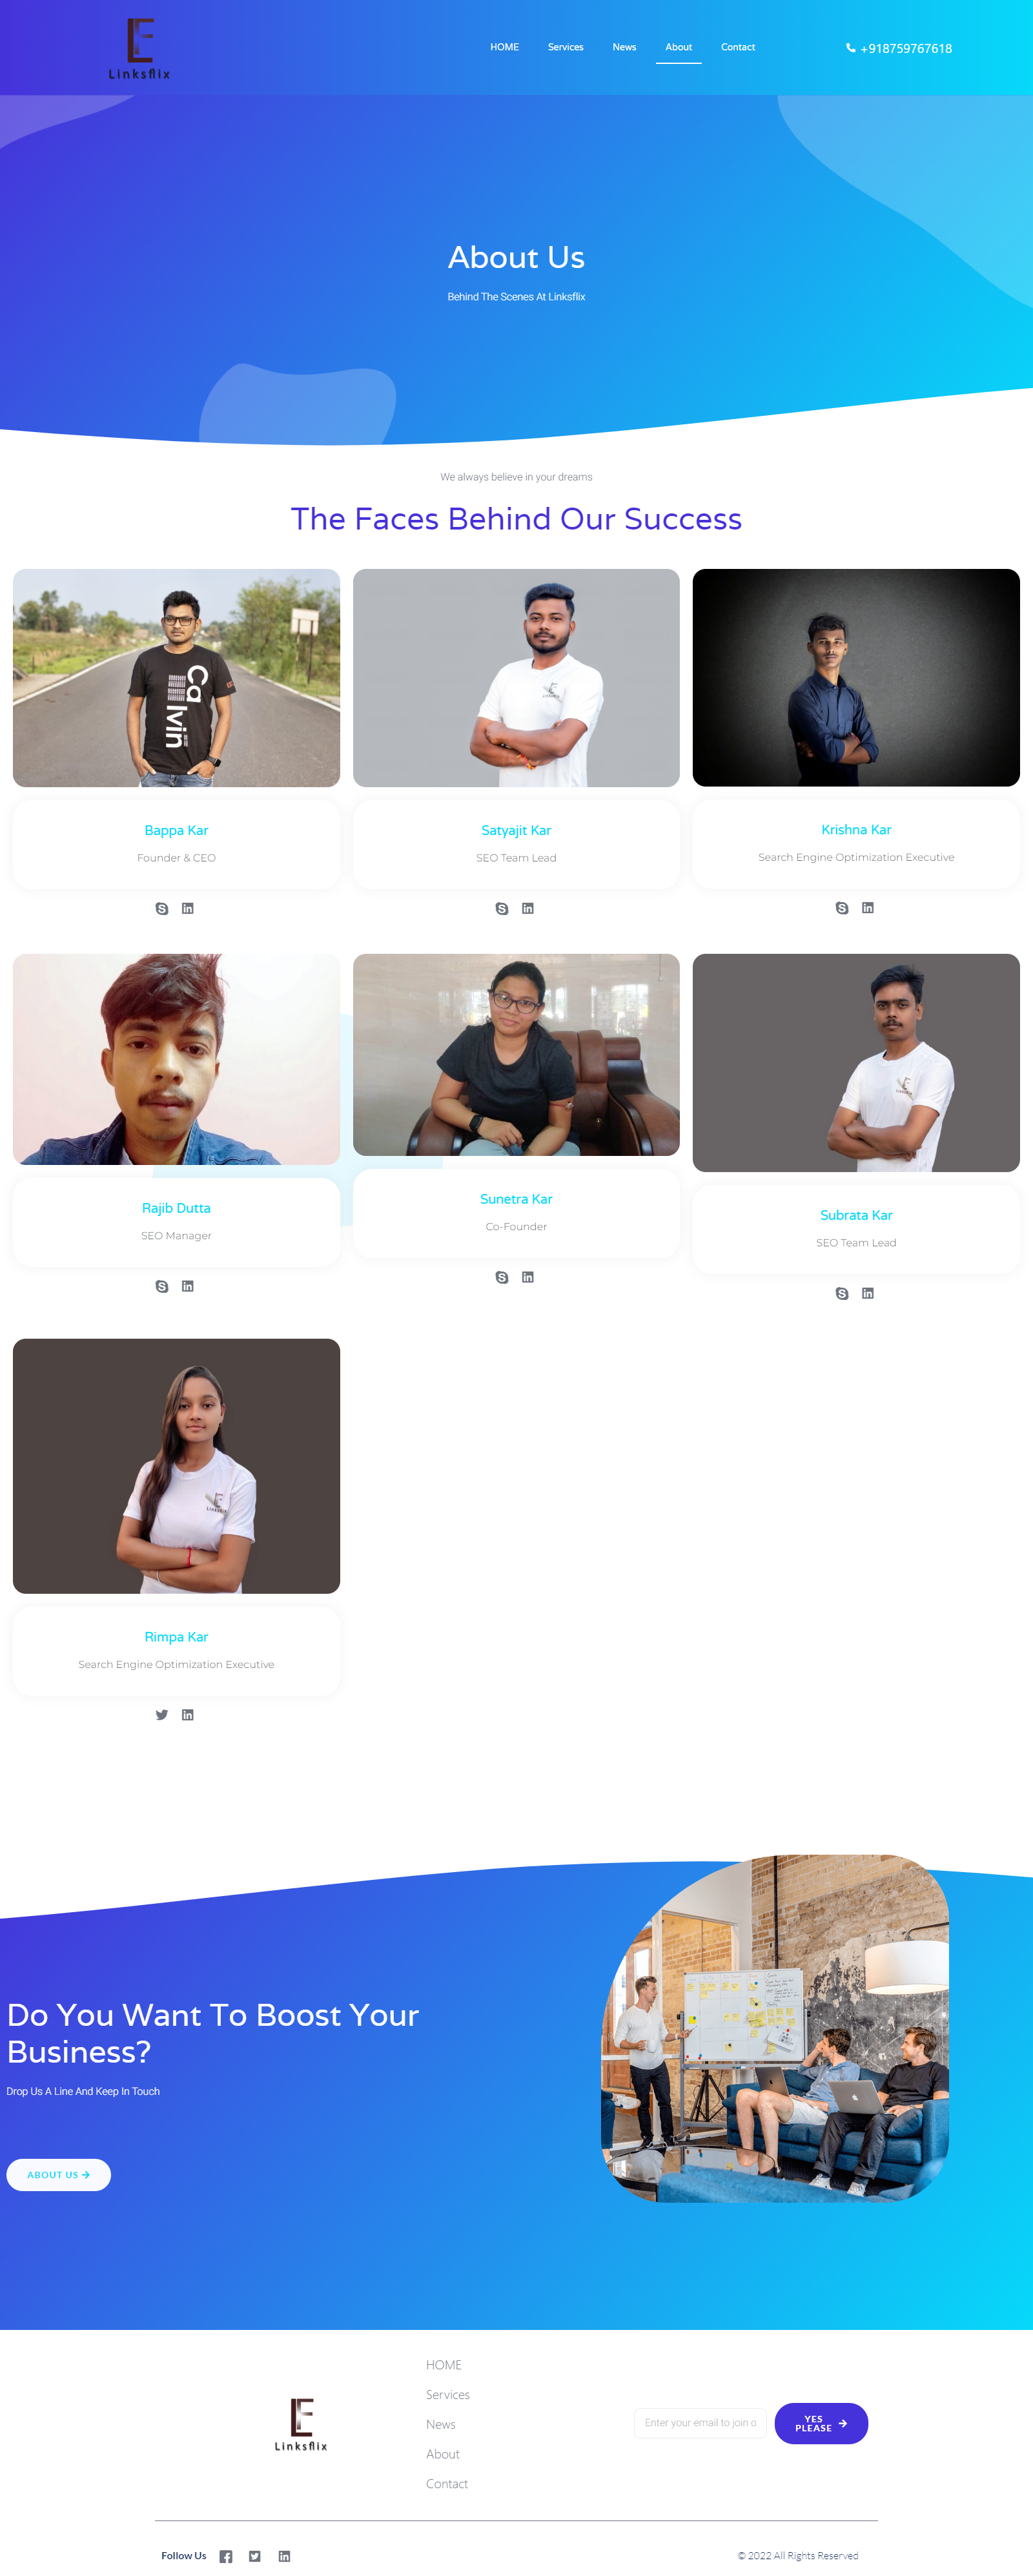 Linksflix
HOME
Services
News
About
Contact
+918759767618
About Us
Behind The Scenes At Linksflix
We always believe in your dreams
The Faces Behind Our Success
Ca
lvin
Bappa Kar
Founder & CEO
Satyajit Kar
SEO Team Lead
Krishna Kar
Search Engine Optimization Executive
Rajib Dutta
SEO Manager
Sunetra Kar
Co-Founder
Subrata Kar
SEO Team Lead
Rimpa Kar
Search Engine Optimization Executive
Do You Want To Boost Your
Business?
Drop Us A Line And Keep In Touch
ABOUT US
Linksflix
HOME
Services
News
About
Contact
Enter your email to join o
YES
PLEASE
Follow Us
© 2022 All Rights Reserved